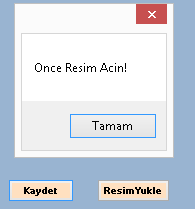 Once Resim Acin!
Tamam
Kaydet ResimYukle